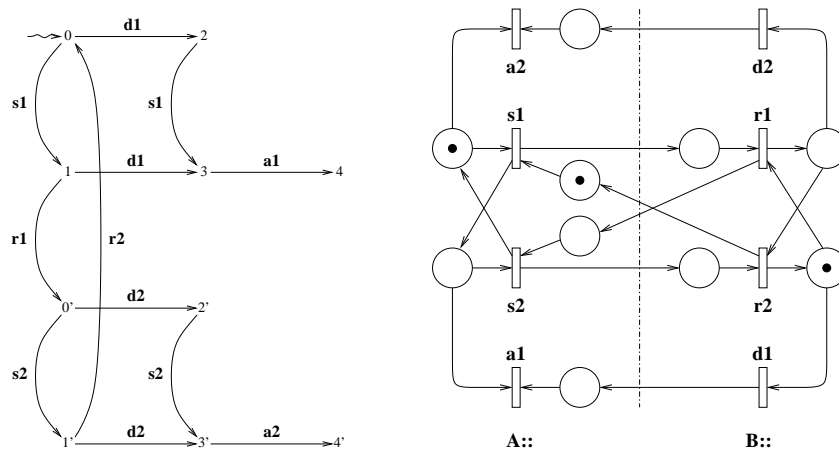 0 d1 2
s1 s1
1 d1 3 a1 4
r1 r2
0' d2 2'
s2 s2
1' d2 3' a2 4'
a2 d2
s1 r1
s2 r2
a1 d1
A:: B::